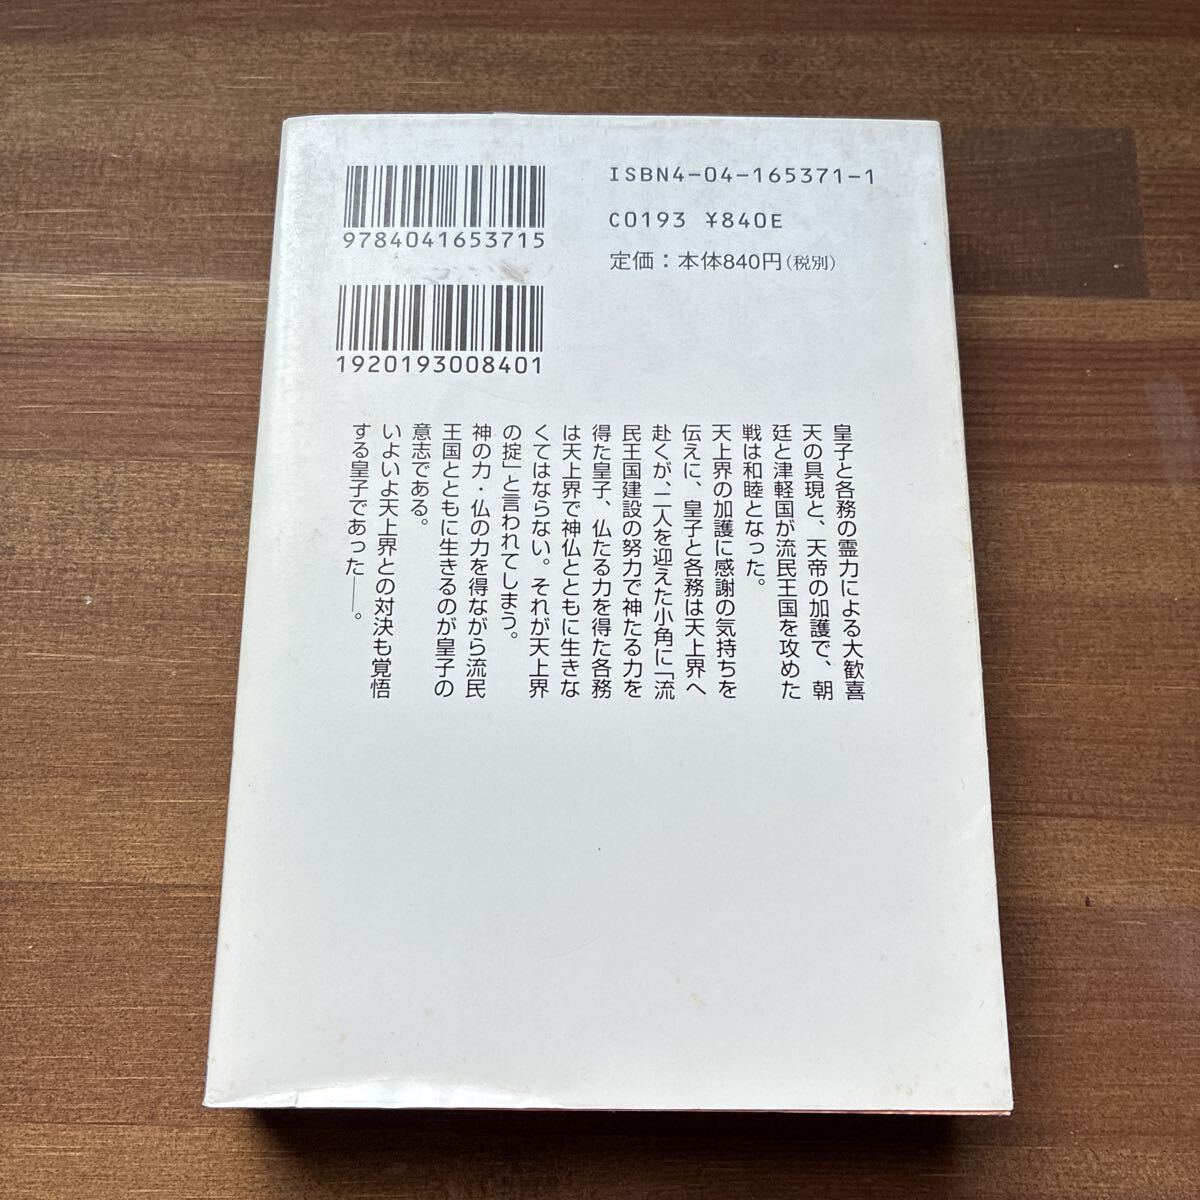 9784041653715
1920193008401
ISBN4-04-165371-1
C0193 ¥840E
定価：本体840円(税別)
皇子と各務の霊力による大歓喜
天の具現と、天帝の加護で、朝
廷と津軽国が流民王国を攻めた
戦は和睦となった。
天上界の加護に感謝の気持ちを
伝えに、皇子と各務は天上界へ
赴くが、二人を迎えた小角に「流
民王国建設の努力で神たる力を
得た皇子、仏たる力を得た各務
は天上界で神仏とともに生きな
くてはならない。それが天上界
の掟」と言われてしまう。
神の力・仏の力を得ながら流民
王国とともに生きるのが皇子の
意志である。
いよいよ天上界との対決も覚悟
する皇子であった――。